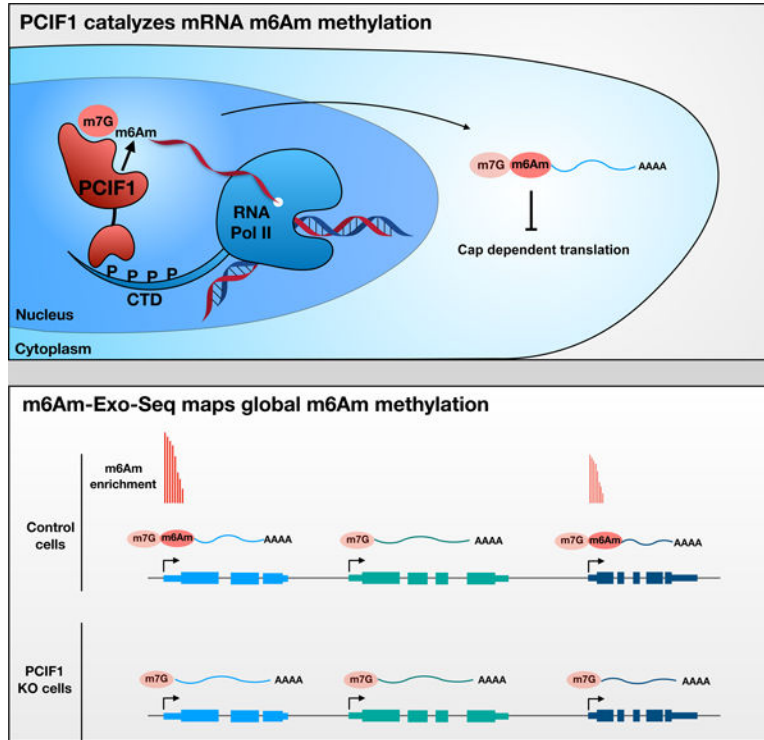 PCIF1 catalyzes mRNA m6Am methylation
m7G
m6Am
PCIF1
P P P P
CTD
RNA
Pol II
Nucleus
Cytoplasm
m7G m6Am AAAA
Cap dependent translation
m6Am-Exo-Seq maps global m6Am methylation
m6Am
enrichment
Control
cells
m7G m6Am AAAA m7G AAAA m7G m6Am AAAA
PCIF1
KO cells
m7G AAAA m7G AAAA m7G AAAA